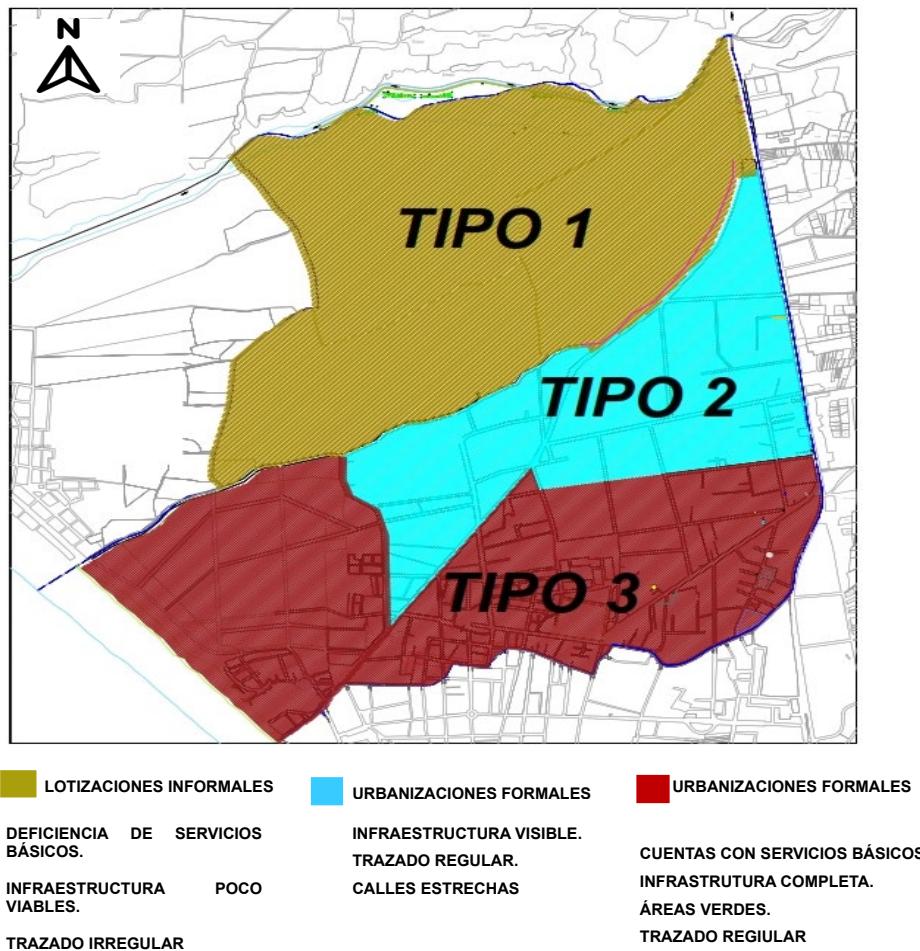 N
TIPO 1
TIPO 2
TIPO 3
LOTIZACIONES INFORMALES
DEFICIENCIA DE SERVICIOS
BÁSICOS.
INFRAESTRUCTURA POCO
VIABLES.
TRAZADO IRREGULAR
URBANIZACIONES FORMALES
INFRAESTRUCTURA VISIBLE.
TRAZADO REGULAR.
CALLES ESTRECHAS
URBANIZACIONES FORMALES
CUENTAS CON SERVICIOS BÁSICOS
INFRASTRUTURA COMPLETA.
ÁREAS VERDES.
TRAZADO REGIULAR